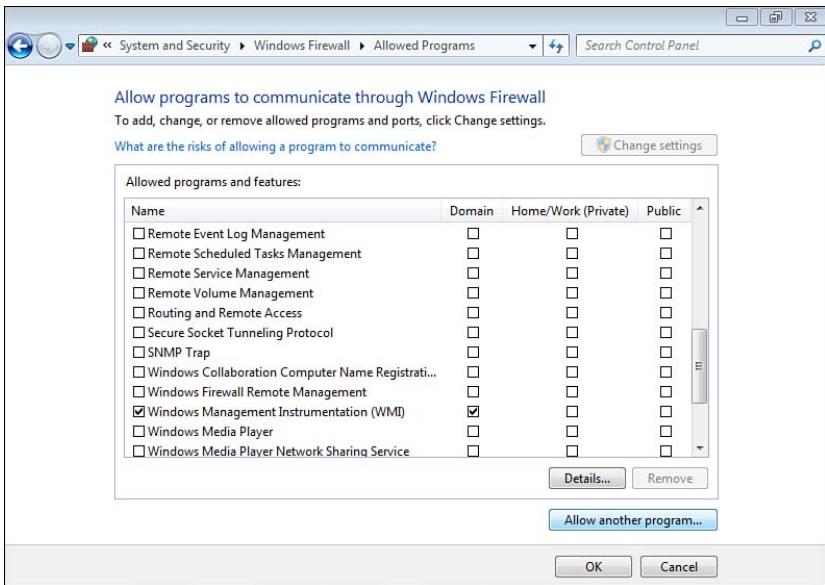 « System and Security ▸ Windows Firewall ▸ Allowed Programs
Search Control Panel
Allow programs to communicate through Windows Firewall
To add, change, or remove allowed programs and ports, click Change settings.
What are the risks of allowing a program to communicate?
Change settings
Allowed programs and features:
Name Domain Home/Work (Private) Public
Remote Event Log Management
Remote Scheduled Tasks Management
Remote Service Management
Remote Volume Management
Routing and Remote Access
Secure Socket Tunneling Protocol
SNMP Trap
Windows Collaboration Computer Name Registrati...
Windows Firewall Remote Management
Windows Management Instrumentation (WMI)
Windows Media Player
Windows Media Player Network Sharing Service
Details... Remove
Allow another program...
OK Cancel